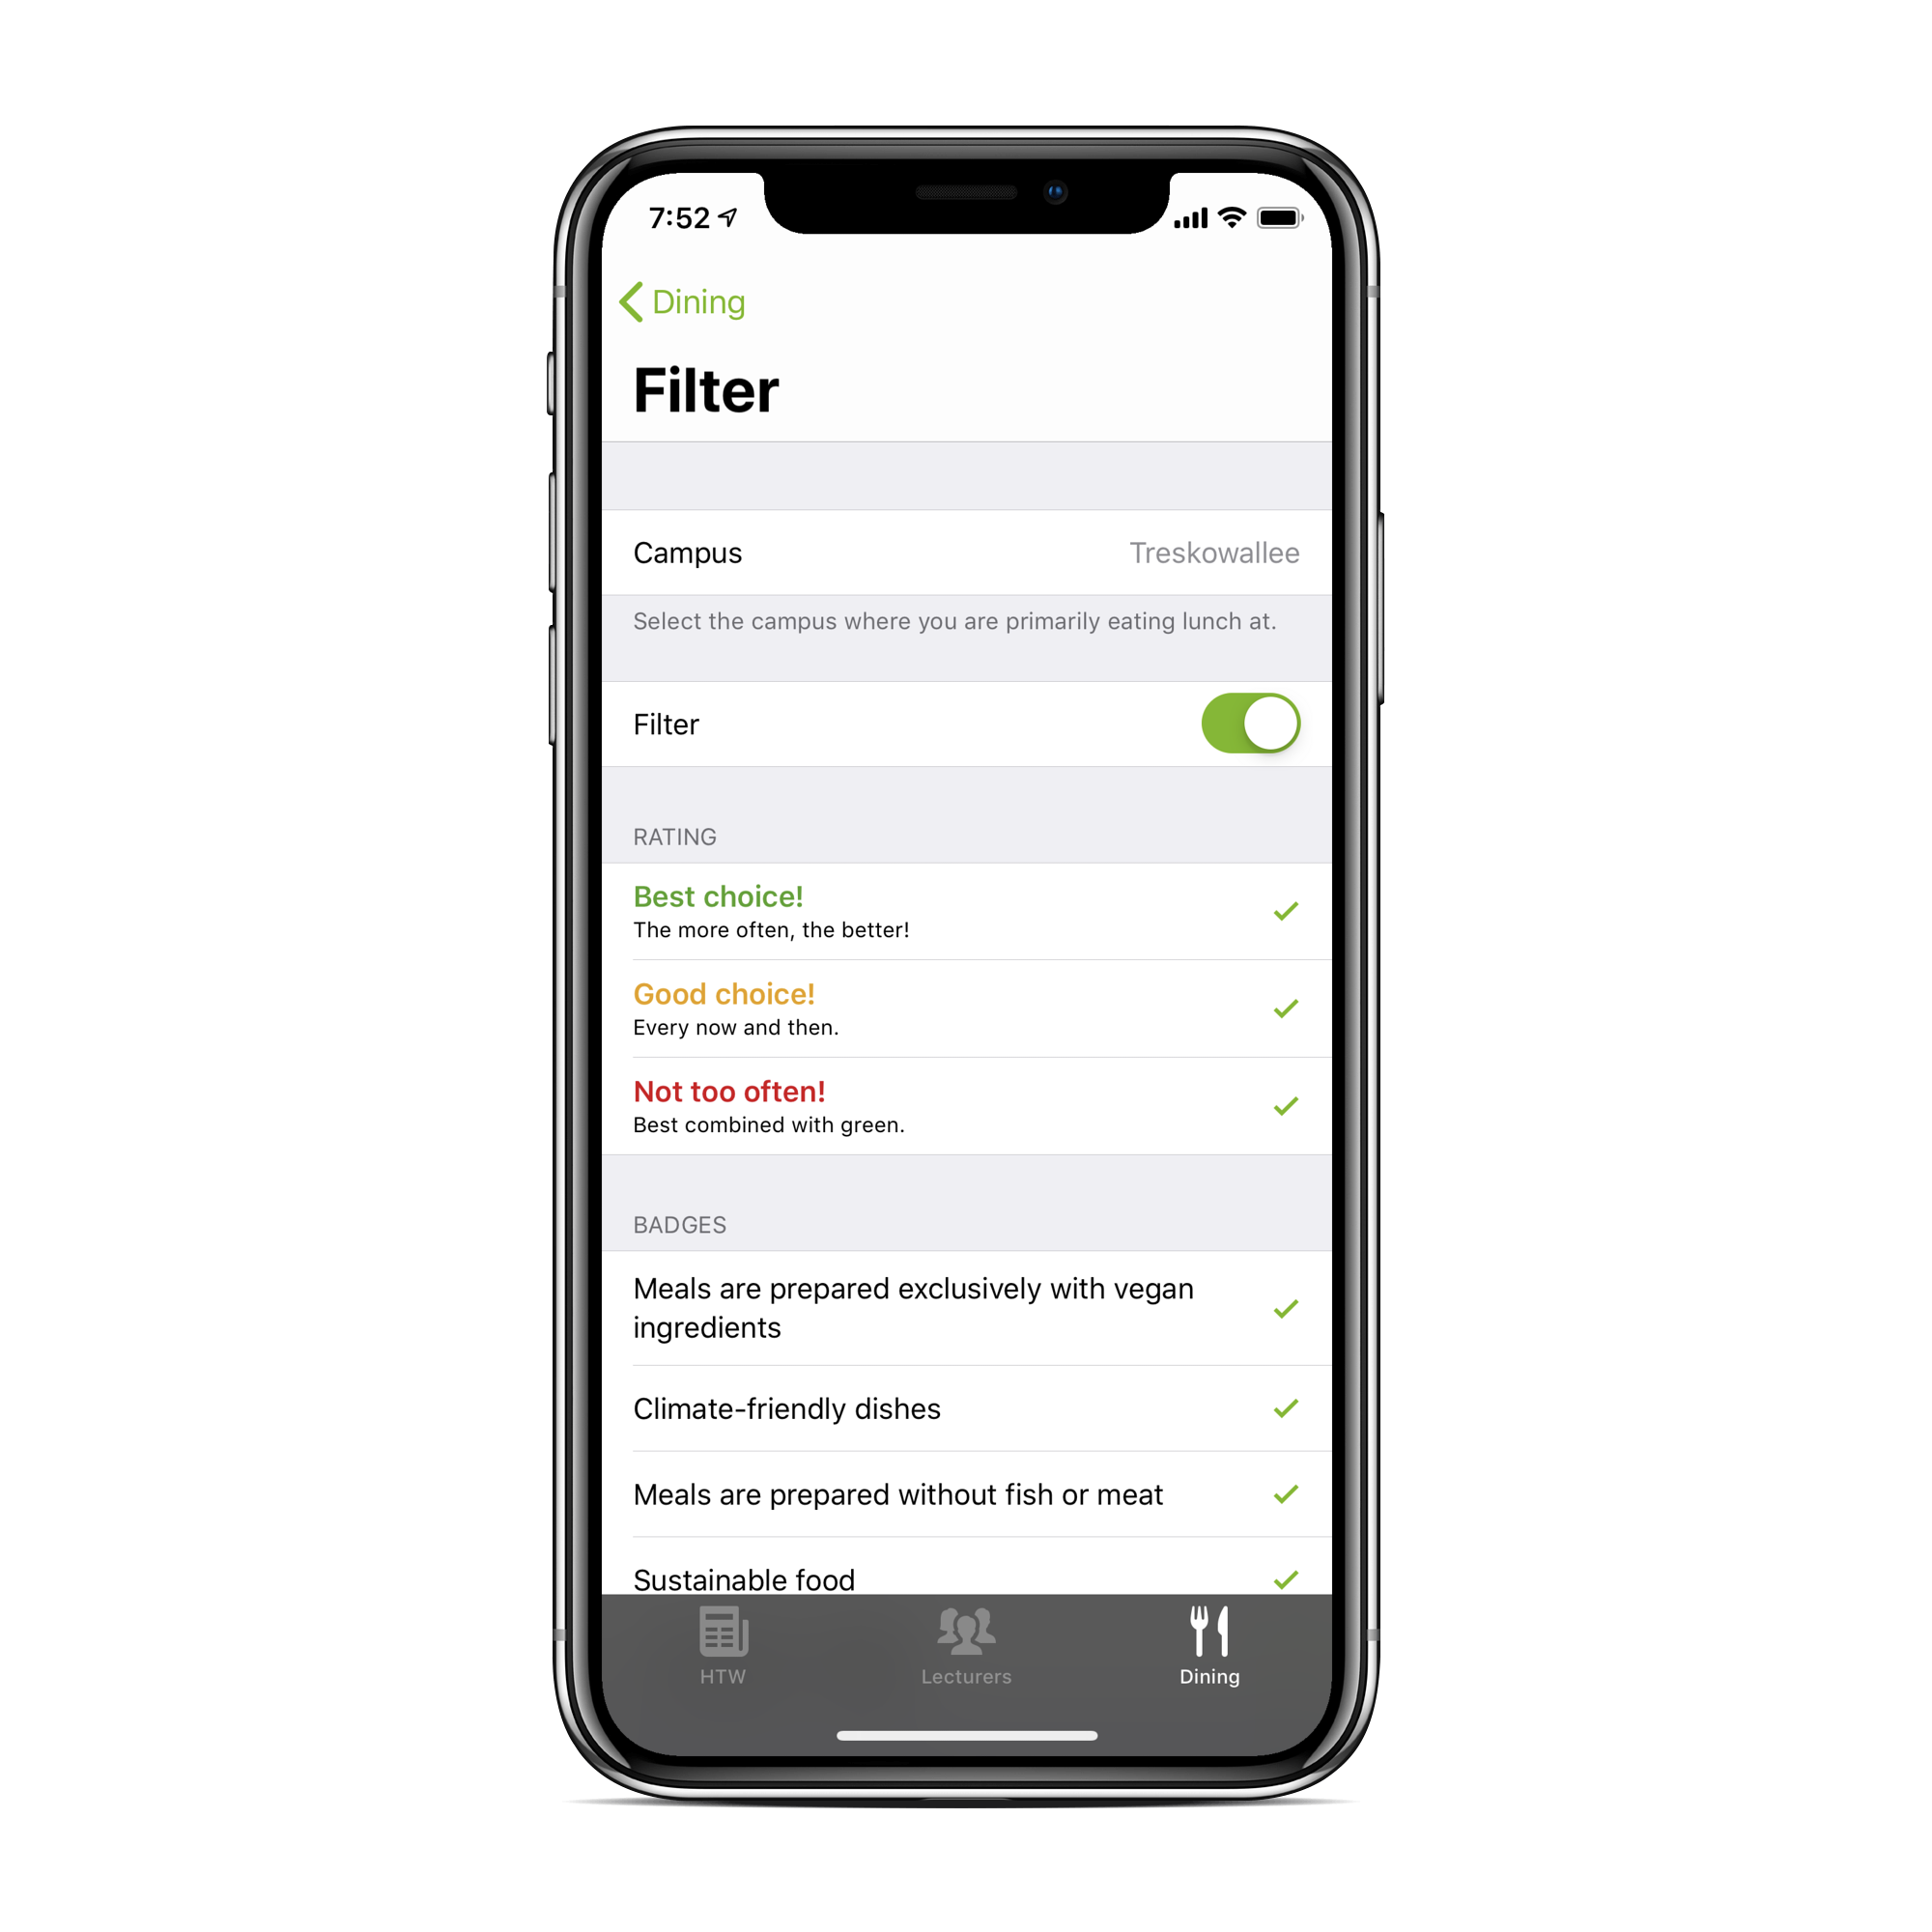 7:52
Dining
Filter
Campus Treskowallee
Select the campus where you are primarily eating lunch at.
Filter
RATING
Best choice!
The more often, the better!
Good choice!
Every now and then.
Not too often!
Best combined with green.
BADGES
Meals are prepared exclusively with vegan
ingredients
Climate-friendly dishes
Meals are prepared without fish or meat
Sustainable food
HTW Lecturers Dining